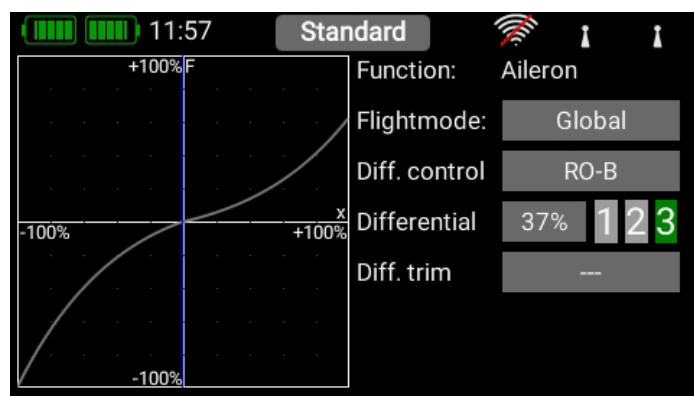 11:57 Standard
+100% F
Function: Aileron
Flightmode: Global
Diff. control RO-B
x
-100% +100%
Differential 37% 1 2 3
Diff. trim ---
-100%